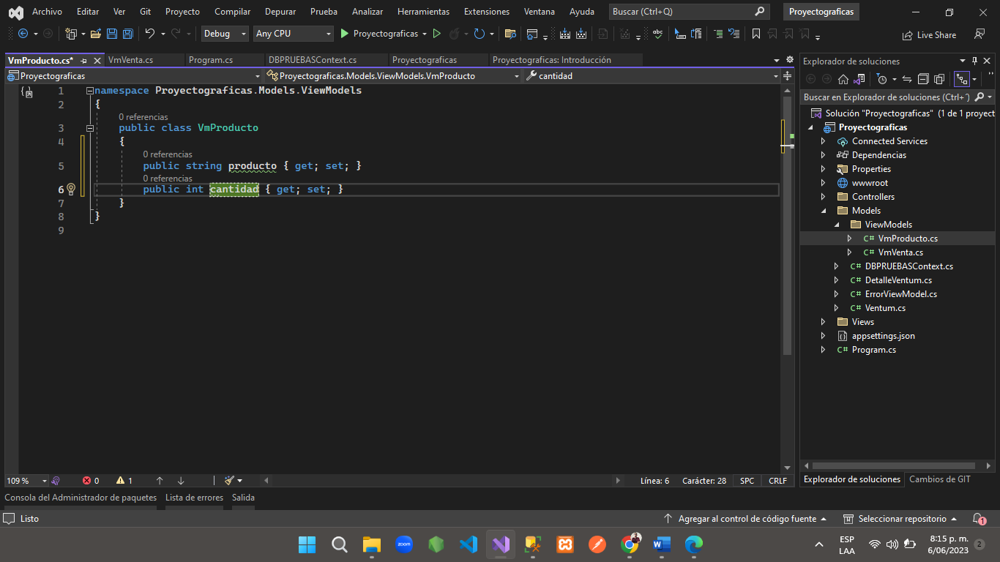 Archivo Editar Ver Git Proyecto Compilar Depurar Prueba Analizar Herramientas Extensiones Ventana Ayuda Buscar (Ctrl+Q) Proyectograficas
Debug Any CPU Proyectograficas Live Share
VmProducto.cs* VmVenta.cs Program.cs DBPRUEBASContext.cs Proyectograficas Proyectograficas: Introducción
Proyectograficas Proyectograficas.Models.ViewModels.VmProducto cantidad
1 namespace Proyectograficas.Models.ViewModels
2 {
0 referencias
3 public class VmProducto
4 {
0 referencias
5 public string producto { get; set; }
0 referencias
6 public int cantidad { get; set; }
7 }
8 }
9
109 % 0 1 Línea: 6 Carácter: 28 SPC CRLF
Explorador de soluciones
Buscar en Explorador de soluciones (Ctrl+´)
Solución "Proyectograficas" (1 de 1 proyect
Proyectograficas
Connected Services
Dependencias
Properties
wwwroot
Controllers
Models
ViewModels
C# VmProducto.cs
C# VmVenta.cs
C# DBPRUEBASContext.cs
C# DetalleVentum.cs
C# ErrorViewModel.cs
C# Ventum.cs
Views
appsettings.json
C# Program.cs
Explorador de soluciones Cambios de GIT
Consola del Administrador de paquetes Lista de errores Salida
Listo Agregar al control de código fuente Seleccionar repositorio 1
zoom
ESP
LAA
8:15 p. m.
6/06/2023
2